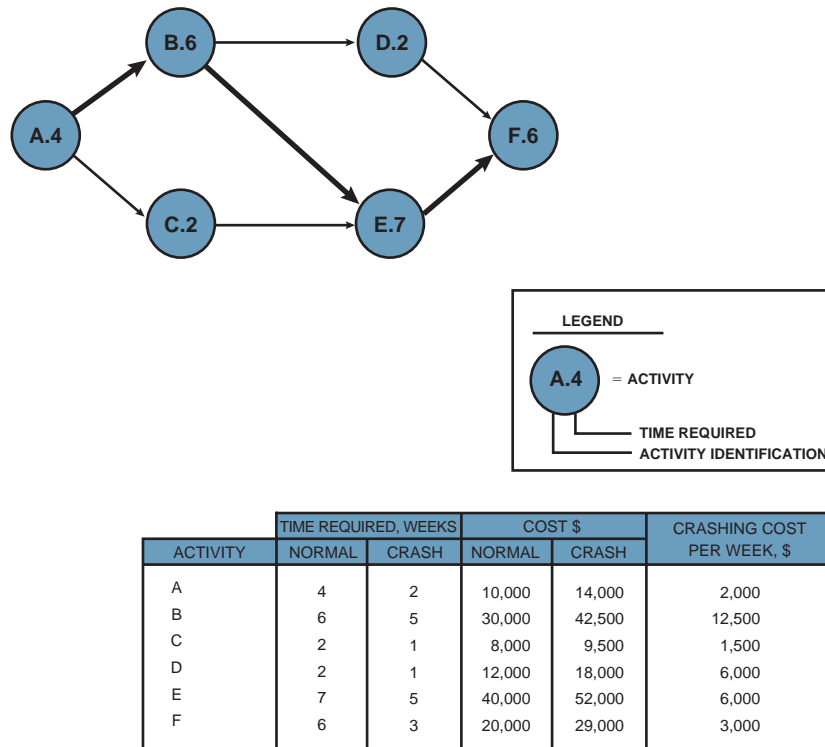 B.6
D.2
A.4
F.6
C.2
E.7
LEGEND
A.4 = ACTIVITY
TIME REQUIRED
ACTIVITY IDENTIFICATION
TIME REQUIRED, WEEKS COST $ CRASHING COST
ACTIVITY NORMAL CRASH NORMAL CRASH PER WEEK, $
A 4 2 10,000 14,000 2,000
B 6 5 30,000 42,500 12,500
C 2 1 8,000 9,500 1,500
D 2 1 12,000 18,000 6,000
E 7 5 40,000 52,000 6,000
F 6 3 20,000 29,000 3,000